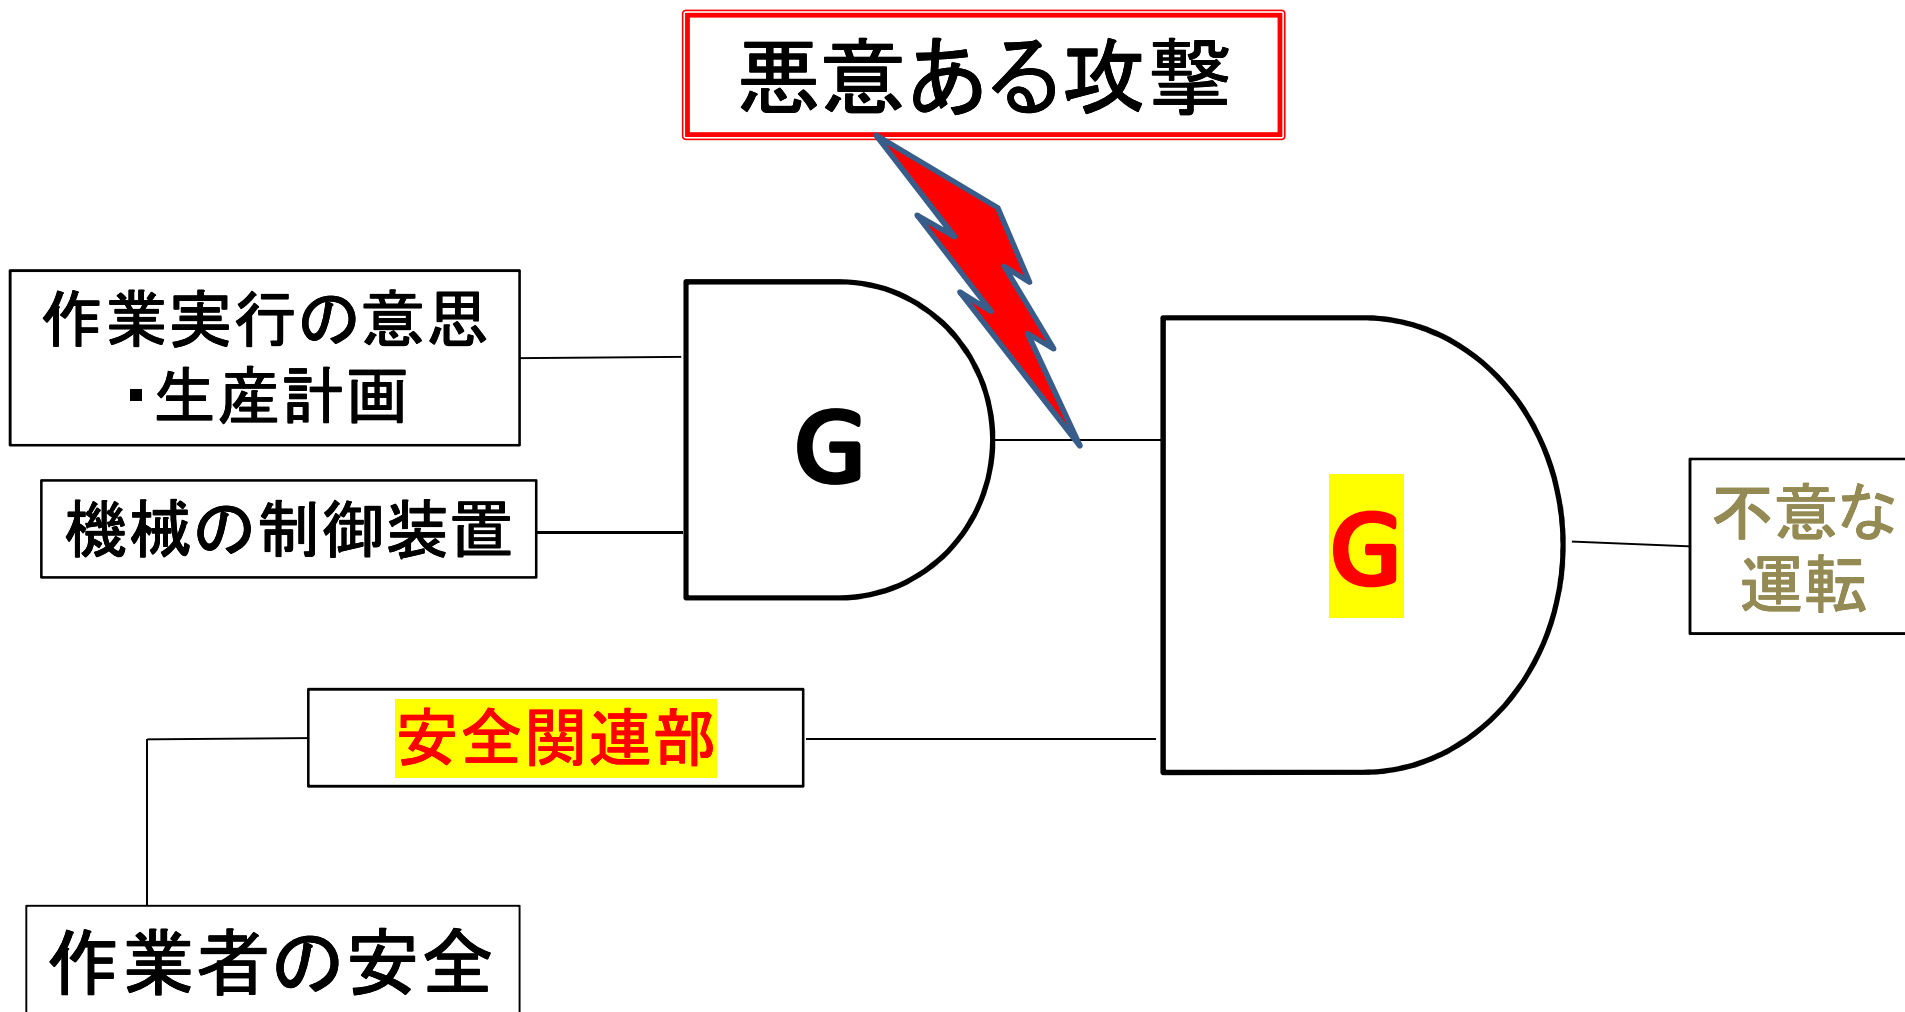 悪意ある攻撃
作業実行の意思
・生産計画
機械の制御装置
G
G
不意な
運転
安全関連部
作業者の安全